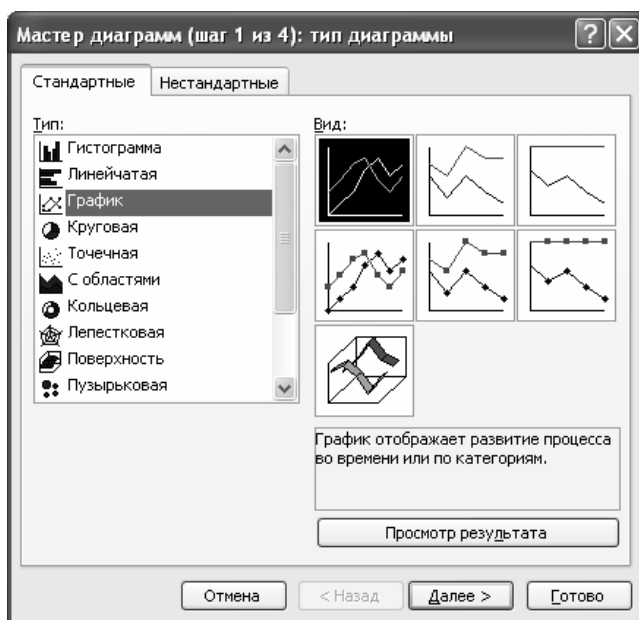 Мастер диаграмм (шаг 1 из 4): тип диаграммы
Стандартные
Нестандартные
Тип:
Гистограмма
Линейчатая
График
Круговая
Точечная
С областями
Кольцевая
Лепестковая
Поверхность
Пузырьковая
Вид:
График отображает развитие процесса
во времени или по категориям.
Просмотр результата
Отмена
< Назад
Далее >
Готово